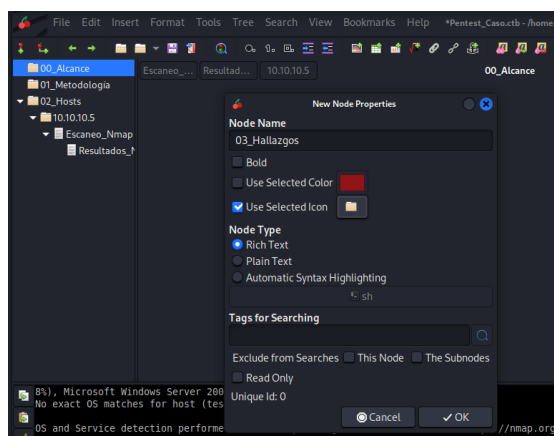 File Edit Insert Format Tools Tree Search View Bookmarks Help *Pentest_Caso.ctb - /home
00_Alcance
Escaneo_... Resultad... 10.10.10.5 00_Alcance
01_Metodología
02_Hosts
10.10.10.5
Escaneo_Nmap
Resultados_
New Node Properties
Node Name
03_Hallazgos
Bold
Use Selected Color
Use Selected Icon
Node Type
Rich Text
Plain Text
Automatic Syntax Highlighting
sh
Tags for Searching
Exclude from Searches This Node The Subnodes
Read Only
Unique Id: 0
Cancel OK
8%), Microsoft Windows Server 200
No exact OS matches for host (tes
OS and Service detection performe //nmap.org